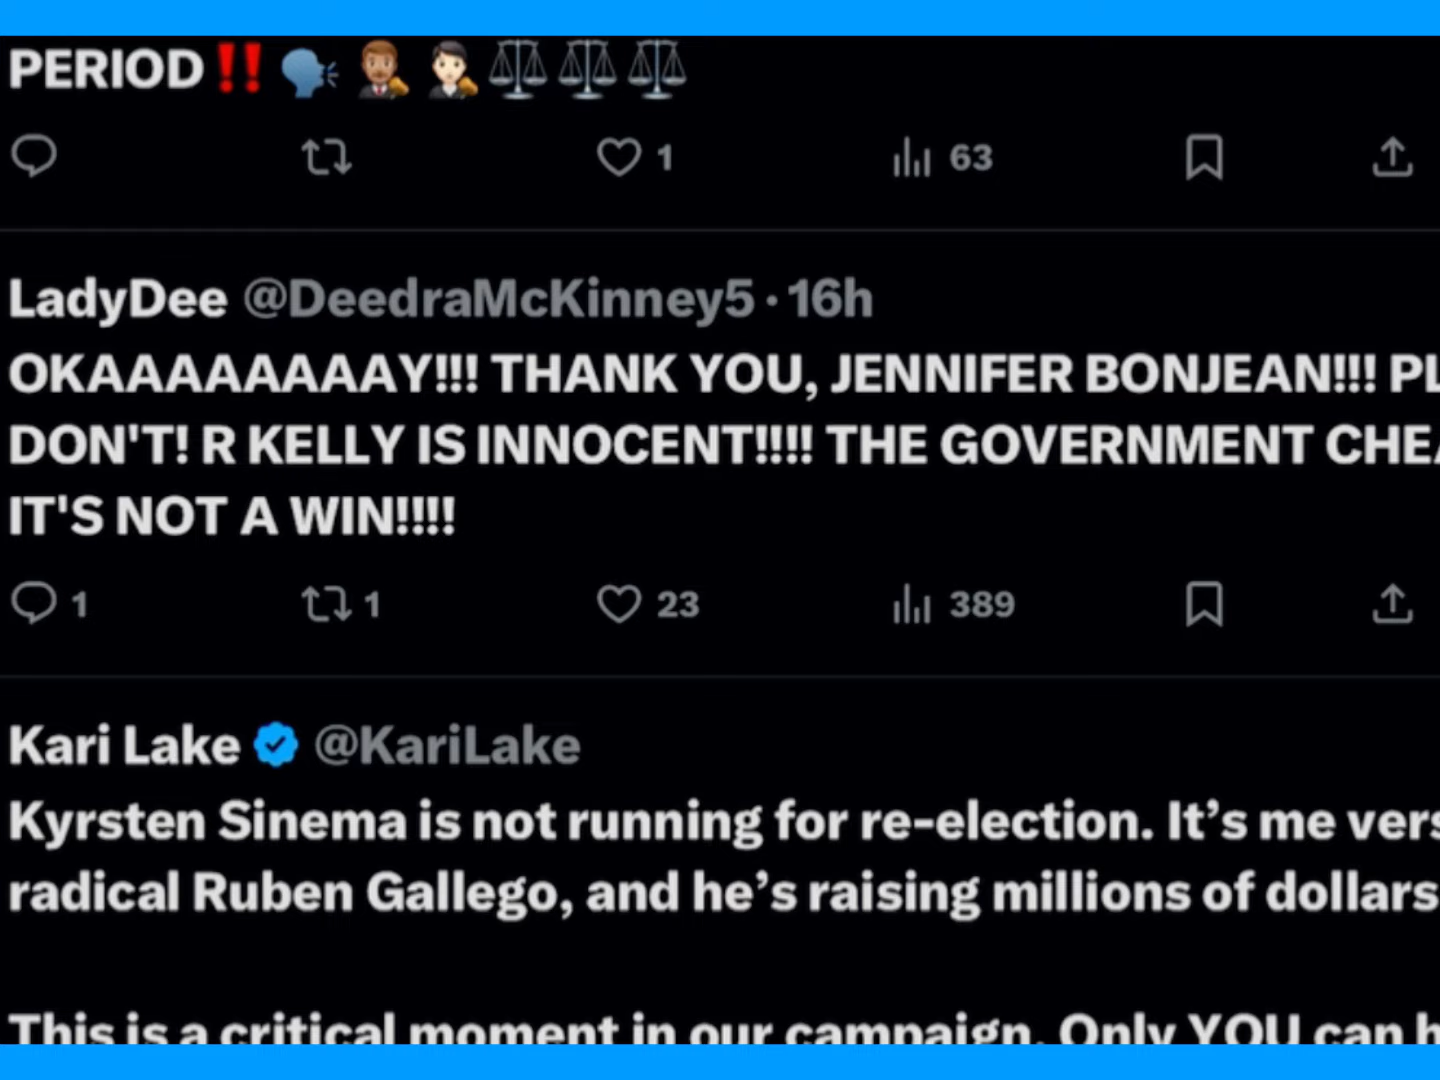 PERIOD‼️ 🗣️ 👨🏽‍⚖️ 🧑🏻‍⚖️ ⚖️ ⚖️ ⚖️
1 63
LadyDee @DeedraMcKinney5 · 16h
OKAAAAAAAAY!!! THANK YOU, JENNIFER BONJEAN!!!
DON'T! R KELLY IS INNOCENT!!!! THE GOVERNMENT
IT'S NOT A WIN!!!!
1 1 23 389
Kari Lake @KariLake
Kyrsten Sinema is not running for re-election. It’s me
radical Ruben Gallego, and he’s raising millions of dollars
This is a critical moment in our campaign. Only YOU can